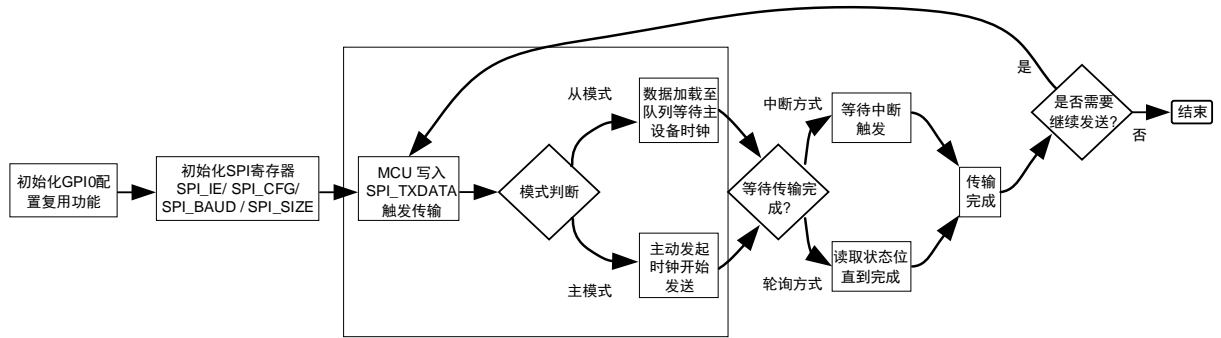 初始化GPIO配
置复用功能
初始化SPI寄存器
SPI_IE/ SPI_CFG/
SPI_BAUD / SPI_SIZE
MCU 写入
SPI_TXDATA
触发传输
模式判断
从模式
数据加载至
队列等待主
设备时钟
主模式
主动发起
时钟开始
发送
等待传输完
成?
中断方式
等待中断
触发
轮询方式
读取状态位
直到完成
传输
完成
是否需要
继续发送?
是
否
结束